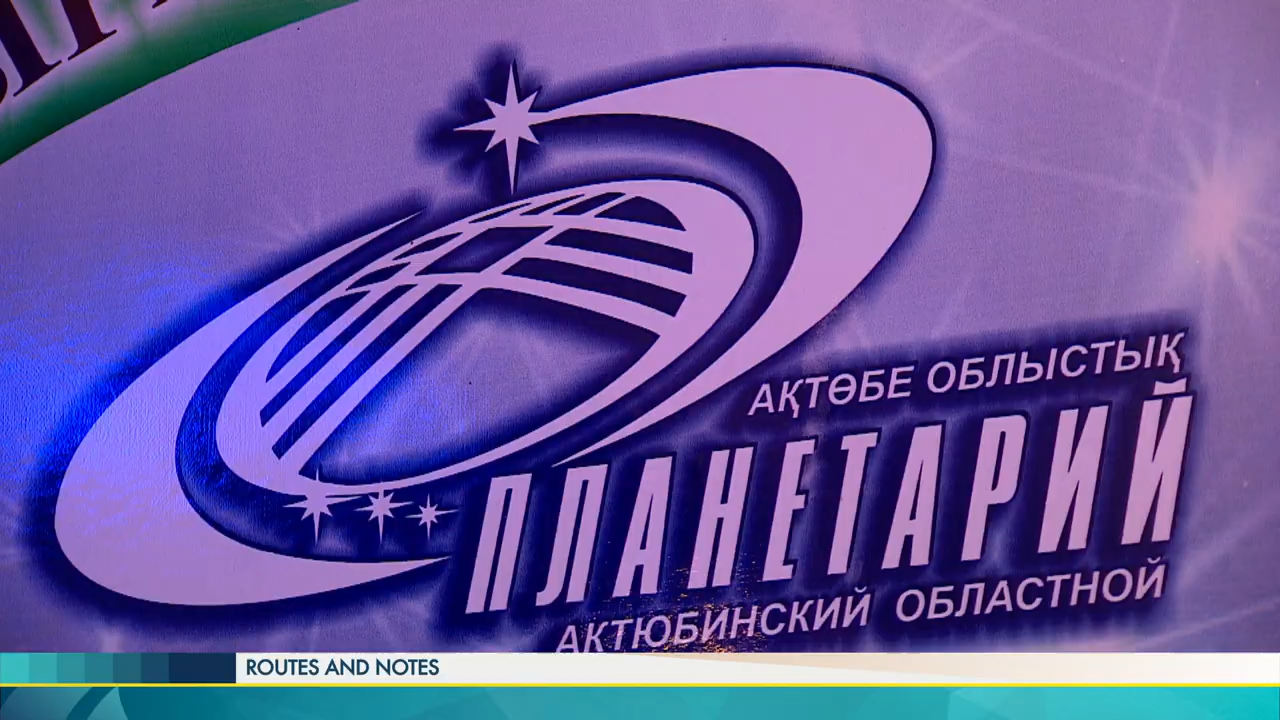 АҚТӨБЕ ОБЛЫСТЫҚ
ПЛАНЕТАРИЙ
АКТЮБИНСКИЙ ОБЛАСТНОЙ
ROUTES AND NOTES